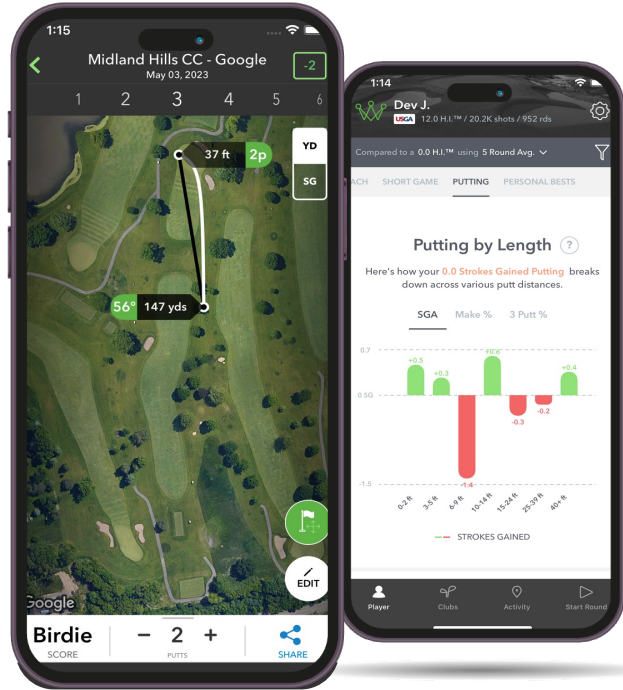 1:15
Midland Hills CC - Google
May 03, 2023
-2
1 2 3 4 5 6
37 ft 2p
YD
SG
56° 147 yds
EDIT
Google
Birdie
SCORE
− 2 +
PUTTS
SHARE
1:14
Dev J.
USGA 12.0 H.I.™ / 20.2K shots / 952 rds
Compared to a 0.0 H.I.™ using 5 Round Avg.
ACH SHORT GAME PUTTING PERSONAL BESTS
Putting by Length ?
Here's how your 0.0 Strokes Gained Putting breaks
down across various putt distances.
SGA Make % 3 Putt %
0.7
+0.5
+0.3
+0.6
+0.4
0.SG
-0.3
-0.2
-1.4
-1.5
0-2 ft 3-5 ft 6-9 ft 10-14 ft 15-24 ft 25-39 ft 40+ ft
STROKES GAINED
Player Clubs Activity Start Round